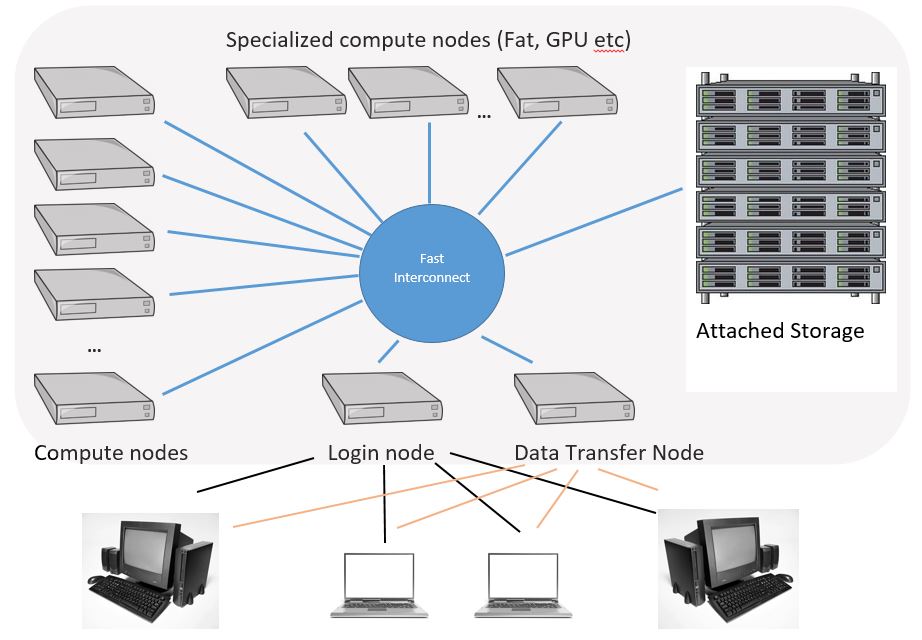 Specialized compute nodes (Fat, GPU etc)
...
Fast
Interconnect
Attached Storage
...
Compute nodes
Login node
Data Transfer Node